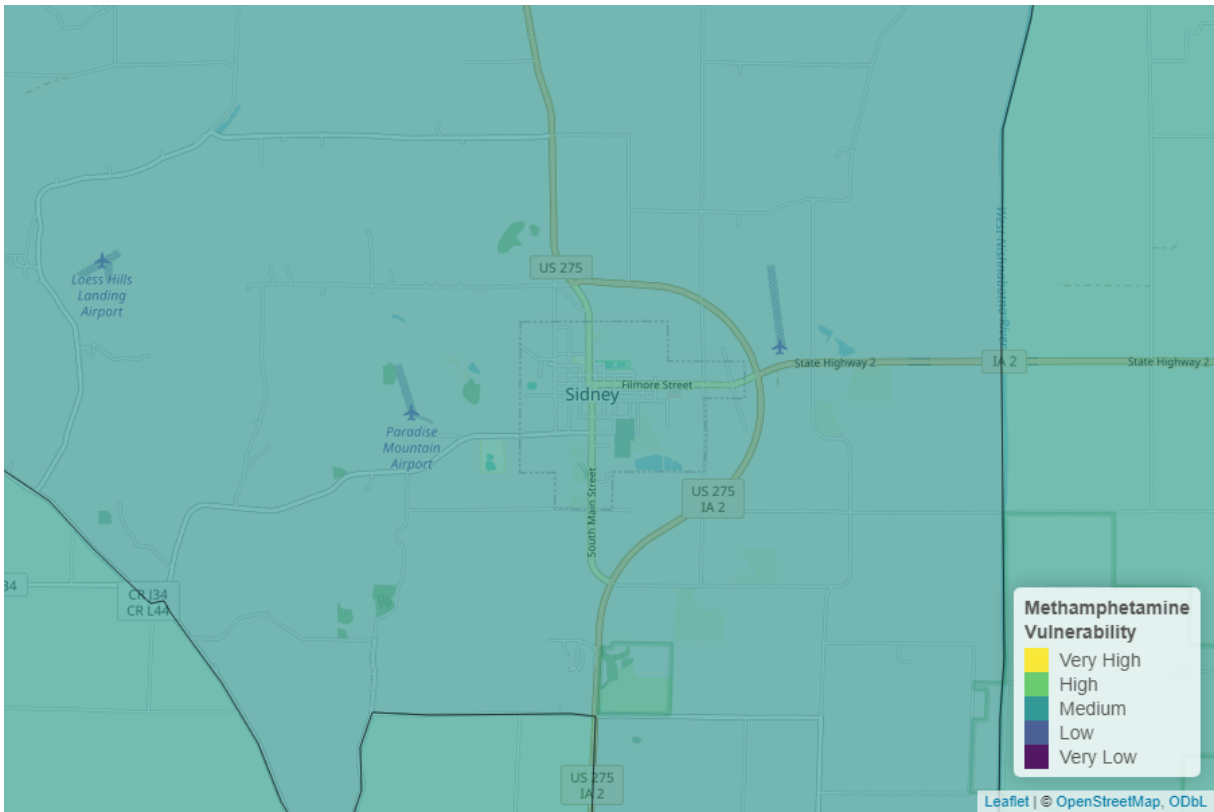 US 275
Loess Hills
Landing
Airport
West Nishnabotna River
State Highway 2
IA 2
State Highway 2
Filmore Street
Sidney
Paradise
Mountain
Airport
South Main Street
US 275
IA 2
34
CR J34
CR L44
US 275
IA 2
Methamphetamine
Vulnerability
Very High
High
Medium
Low
Very Low
Leaflet | © OpenStreetMap, ODbL